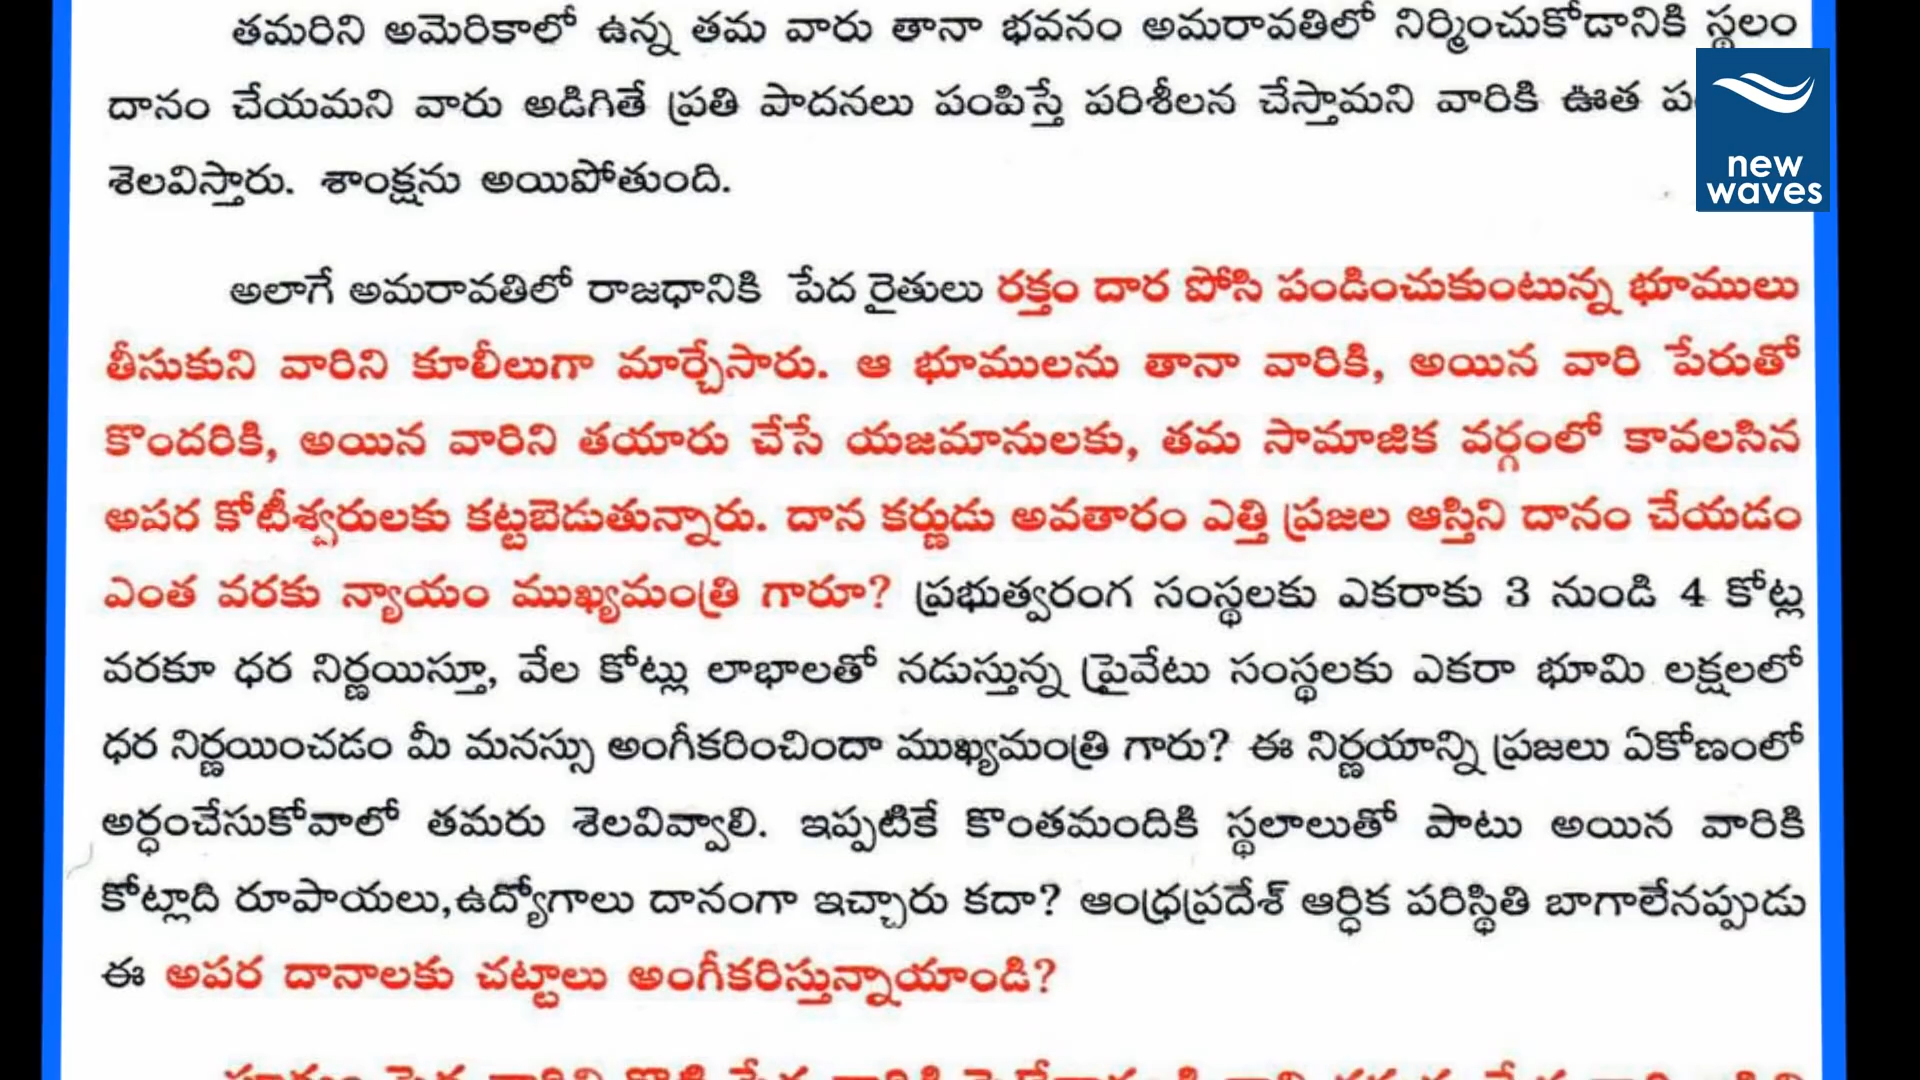 తమరిని అమెరికాలో ఉన్న తమ వారు తానా భవనం అమరావతిలో నిర్మించుకోడానికి స్థలం
దానం చేయమని వారు అడిగితే ప్రతి పాదనలు పంపిస్తే పరిశీలన చేస్తామని వారికి ఊత
శెలవిస్తారు. శాంక్షను అయిపోతుంది.
new
waves
అలాగే అమరావతిలో రాజధానికి పేద రైతులు రక్తం దార పోసి పండించుకుంటున్న భూములు
తీసుకుని వారిని కూలీలుగా మార్చేసారు. ఆ భూములను తానా వారికి, అయిన వారి పేరుతో
కొందరికి, అయిన వారిని తయారు చేసే యజమానులకు, తమ సామాజిక వర్గంలో కావలసిన
అపర కోటీశ్వరులకు కట్టబెడుతున్నారు. దాన కర్ణుడు అవతారం ఎత్తి ప్రజల ఆస్తిని దానం చేయడం
ఎంత వరకు న్యాయం ముఖ్యమంత్రి గారూ? ప్రభుత్వరంగ సంస్థలకు ఎకరాకు 3 నుండి 4 కోట్ల
వరకూ ధర నిర్ణయిస్తూ, వేల కోట్లు లాభాలతో నడుస్తున్న ప్రైవేటు సంస్థలకు ఎకరా భూమి లక్షలలో
ధర నిర్ణయించడం మీ మనస్సు అంగీకరించిందా ముఖ్యమంత్రి గారు? ఈ నిర్ణయాన్ని ప్రజలు ఏకోణంలో
అర్ధంచేసుకోవాలో తమరు శెలవివ్వాలి. ఇప్పటికే కొంతమందికి స్థలాలుతో పాటు అయిన వారికి
కోట్లాది రూపాయలు,ఉద్యోగాలు దానంగా ఇచ్చారు కదా? ఆంధ్రప్రదేశ్ ఆర్ధిక పరిస్థితి బాగాలేనప్పుడు
ఈ అపర దానాలకు చట్టాలు అంగీకరిస్తున్నాయాండి?